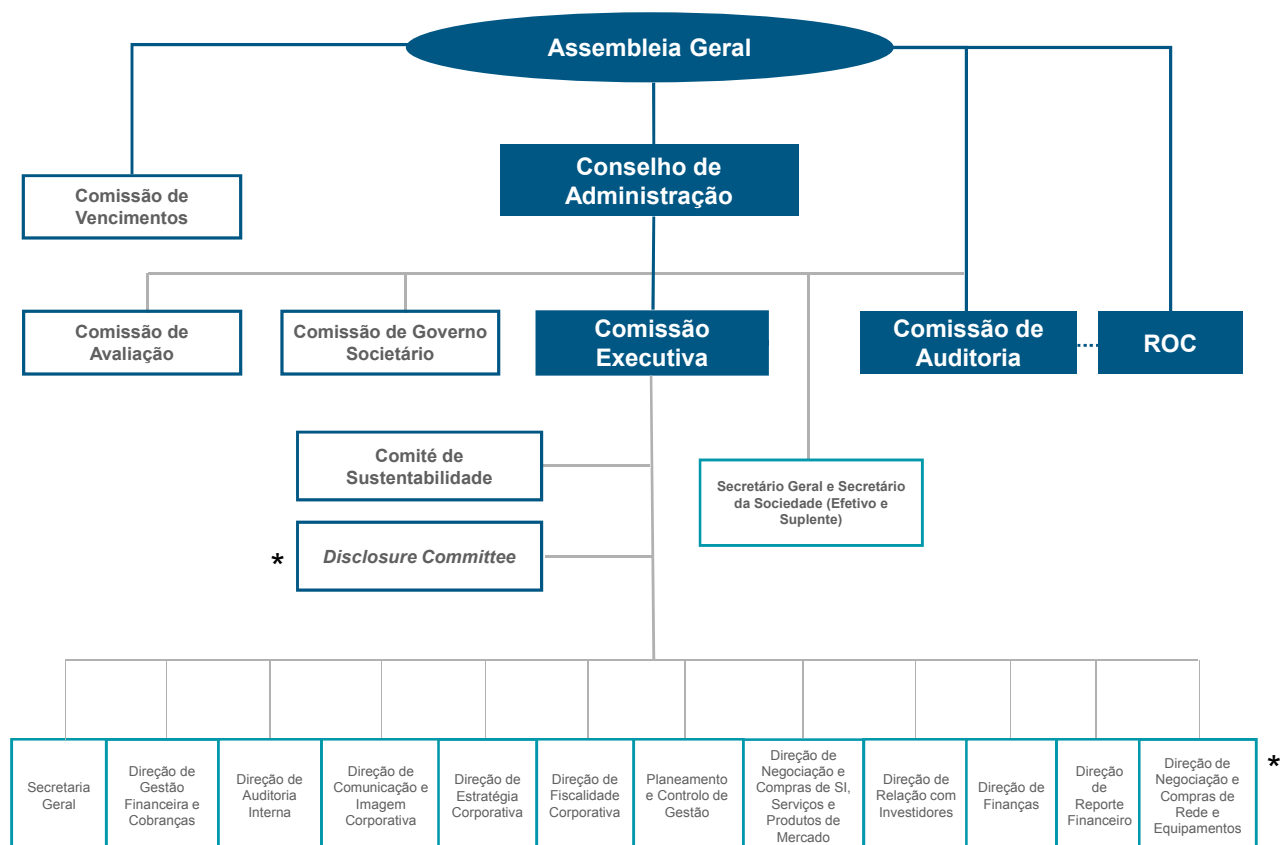 Assembleia Geral
Conselho de
Administração
Comissão de
Vencimentos
Comissão de
Avaliação
Comissão de Governo
Societário
Comissão
Executiva
Comissão de
Auditoria
ROC
Comité de
Sustentabilidade
Secretário Geral e Secretário
da Sociedade (Efetivo e
Suplente)
*
Disclosure Committee
Secretaria
Geral
Direção de
Gestão
Financeira e
Cobranças
Direção de
Auditoria
Interna
Direção de
Comunicação e
Imagem
Corporativa
Direção de
Estratégia
Corporativa
Direção de
Fiscalidade
Corporativa
Planeamento
e Controlo de
Gestão
Direção de
Negociação e
Compras de SI,
Serviços e
Produtos de
Mercado
Direção de
Relação com
Investidores
Direção de
Finanças
Direção
de
Reporte
Financeiro
Direção de
Negociação e
Compras de
Rede e
Equipamentos
*